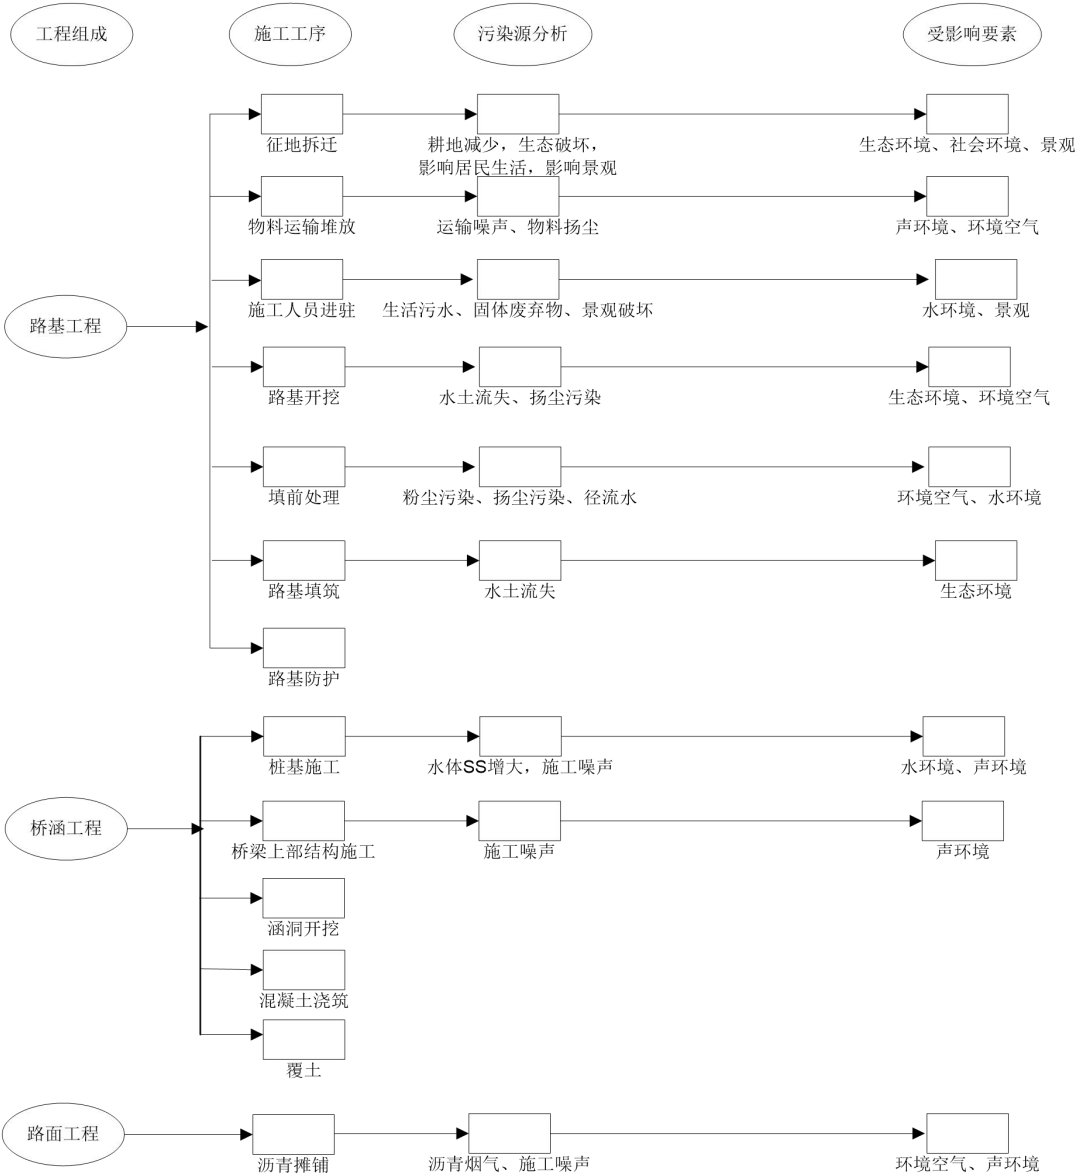 工程组成
施工工序
污染源分析
受影响要素
征地拆迁
耕地减少，生态破坏，
影响居民生活，影响景观
生态环境、社会环境、景观
物料运输堆放
运输噪声、物料扬尘
声环境、环境空气
施工人员进驻
生活污水、固体废弃物、景观破坏
水环境、景观
路基工程
路基开挖
水土流失、扬尘污染
生态环境、环境空气
填前处理
粉尘污染、扬尘污染、径流水
环境空气、水环境
路基填筑
水土流失
生态环境
路基防护
桩基施工
水体SS增大，施工噪声
水环境、声环境
桥涵工程
桥梁上部结构施工
施工噪声
声环境
涵洞开挖
混凝土浇筑
覆土
路面工程
沥青摊铺
沥青烟气、施工噪声
环境空气、声环境